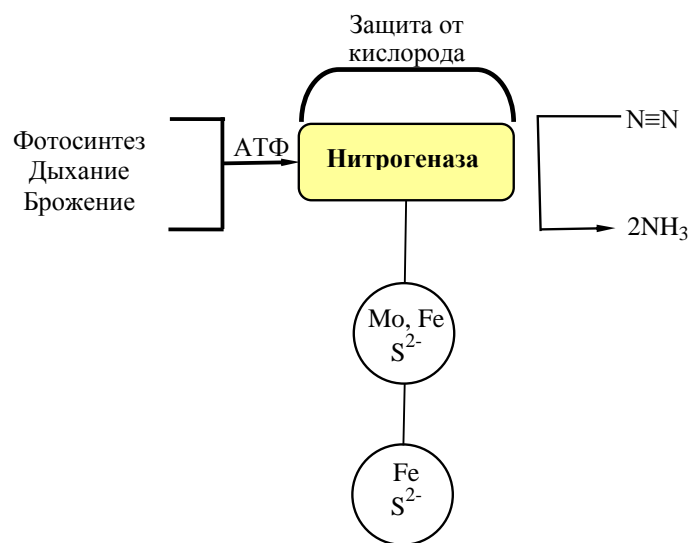 Защита от
кислорода
Фотосинтез
Дыхание
Брожение
АТФ
Нитрогеназа
N≡N
2NH₃
Mo, Fe
S²⁻
Fe
S²⁻